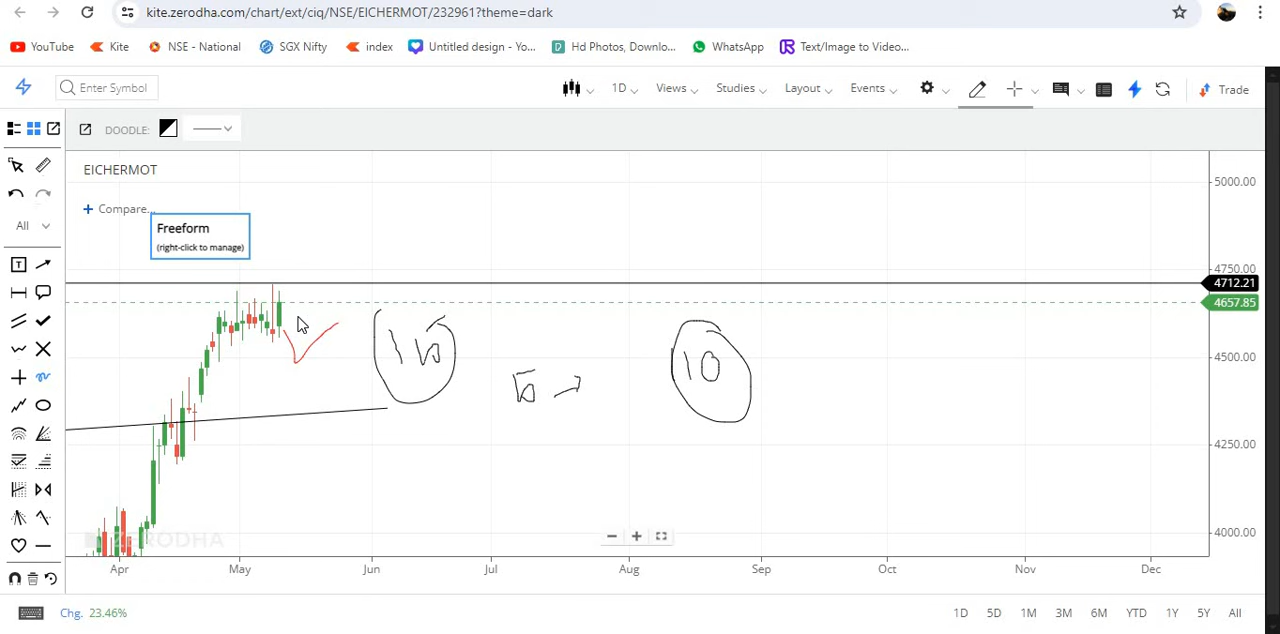 kite.zerodha.com/chart/ext/ciq/NSE/EICHERMOT/232961?theme=dark
YouTube Kite NSE - National SGX Nifty index Untitled design - Yo... Hd Photos, Downlo... WhatsApp Text/Image to Video...
Enter Symbol 1D Views Studies Layout Events Trade
DOODLE:
EICHERMOT
5000.00
+ Compare...
All
Freeform
(right-click to manage)
4750.00
4712.21
4657.85
4500.00
10
4250.00
4000.00
ZERODHA
Apr May Jun Jul Aug Sep Oct Nov Dec
Chg. 23.46% 1D 5D 1M 3M 6M YTD 1Y 5Y All